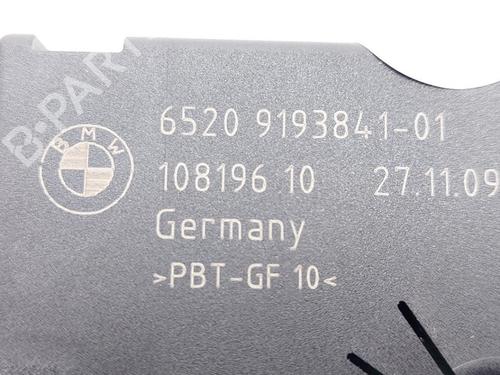 B-PARTS
BMW
6520 9193841-01
108196 10 27.11.09
Germany
>PBT-GF 10<